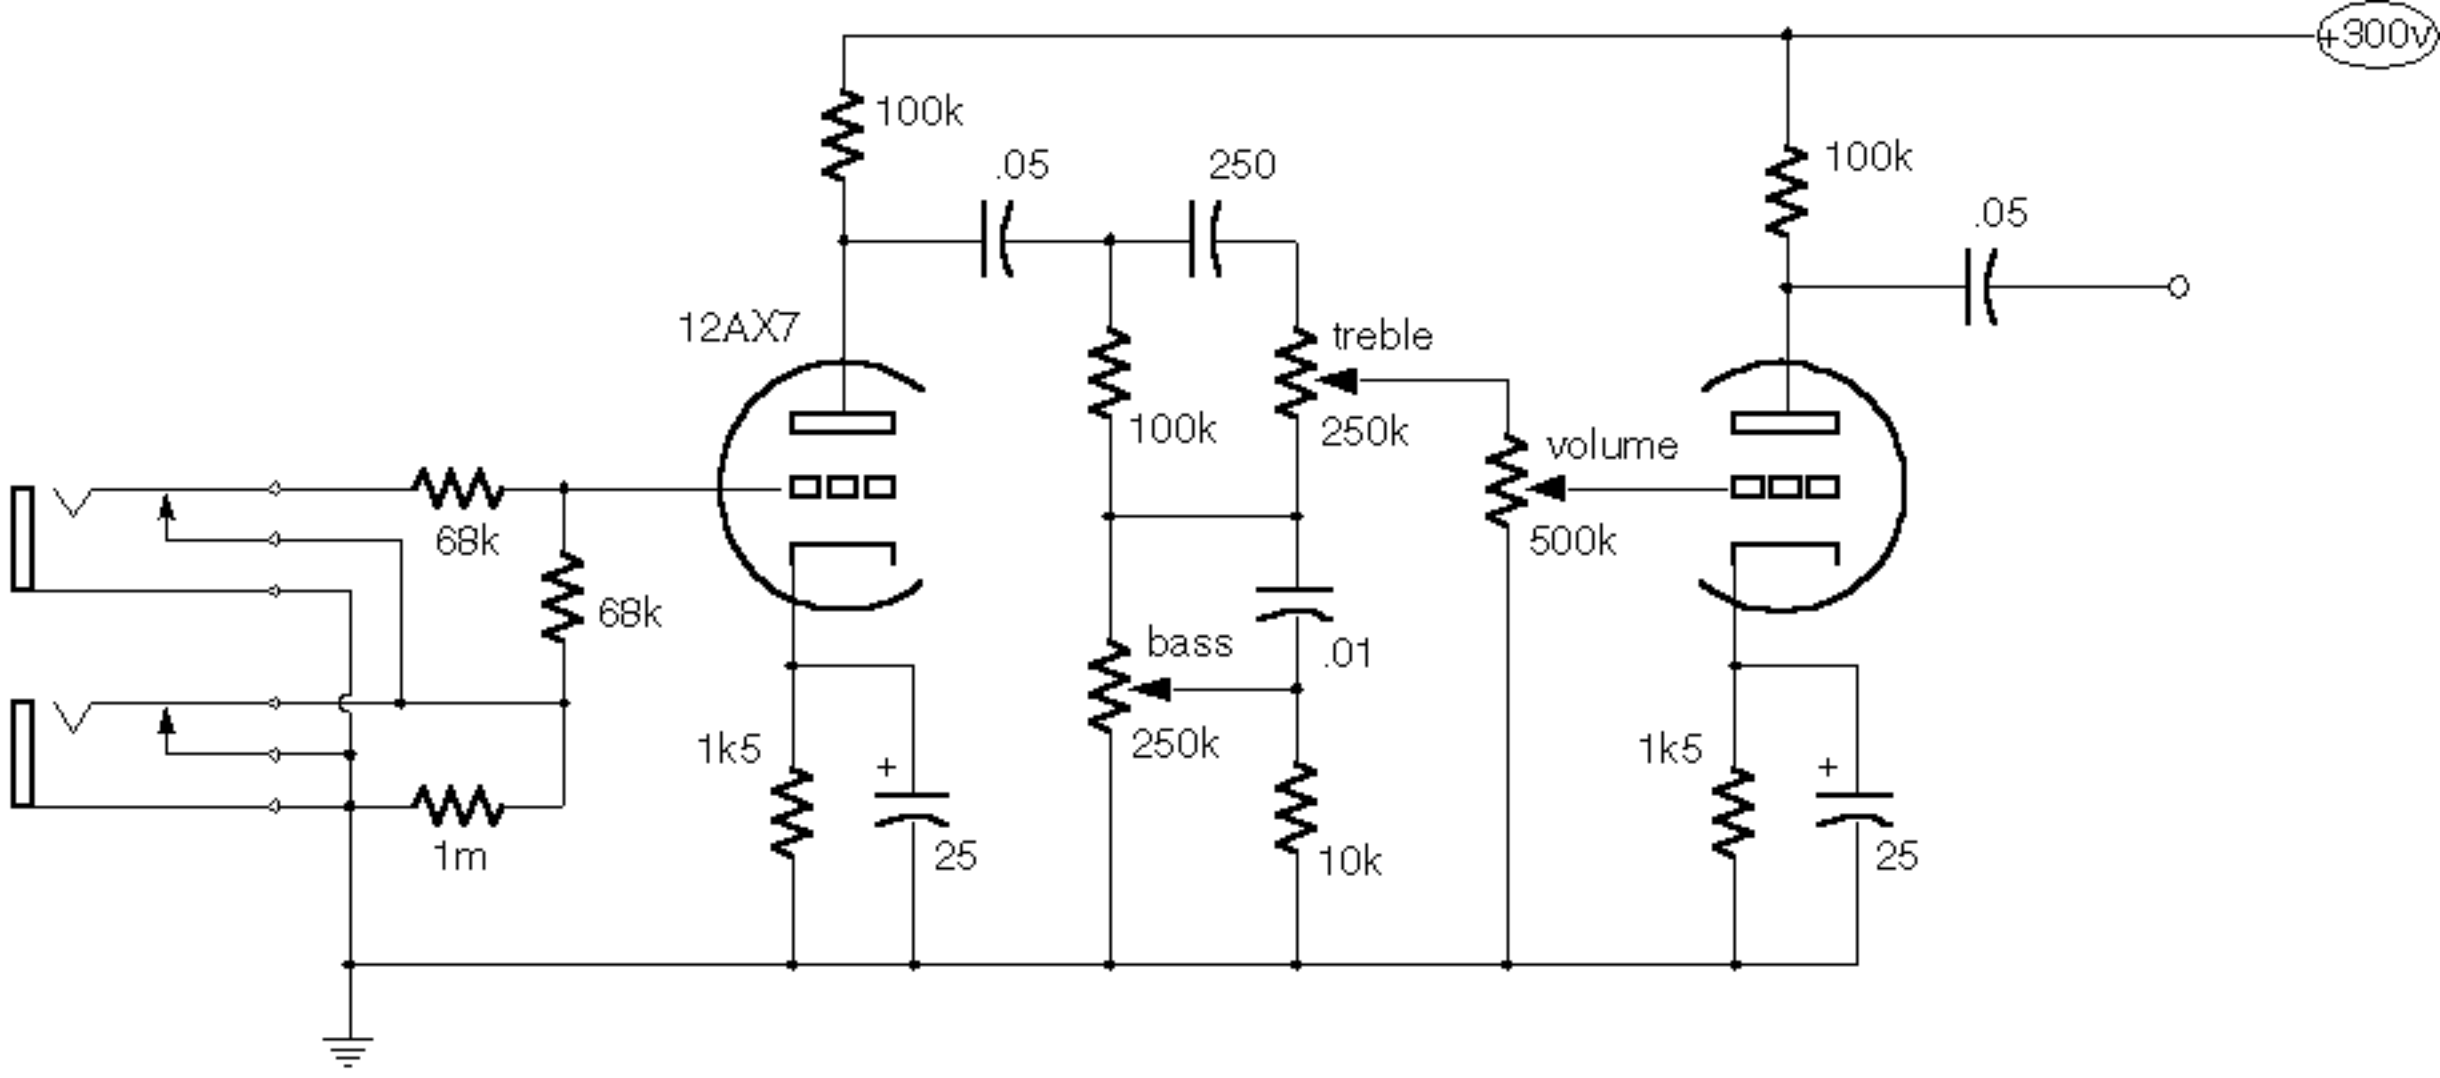 +300v
100k
100k
.05
250
.05
12AX7
treble
100k
250k
volume
68k
500k
68k
bass
.01
1k5
+
250k
1k5
+
1m
25
10k
25